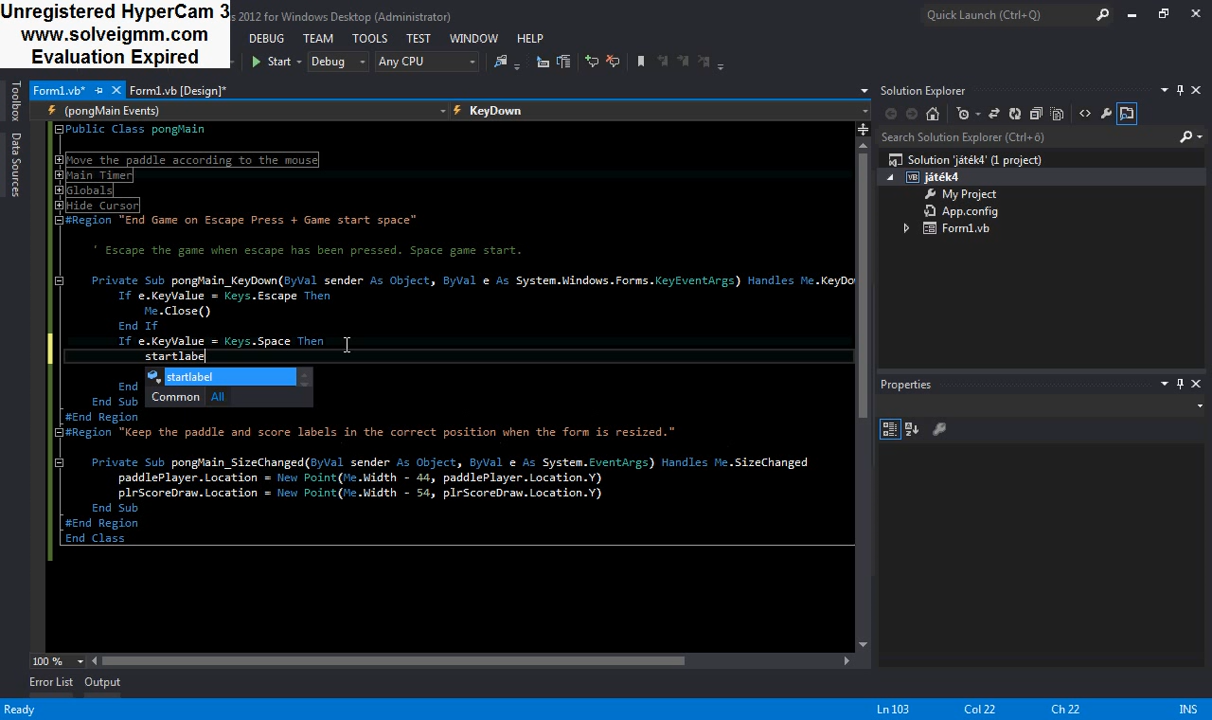 Unregistered HyperCam 3
www.solveigmm.com
Evaluation Expired
2012 for Windows Desktop (Administrator)
Quick Launch (Ctrl+Q)
DEBUG TEAM TOOLS TEST WINDOW HELP
Start Debug Any CPU
Toolbox
Data Sources
Form1.vb* Form1.vb [Design]*
(pongMain Events) KeyDown
Public Class pongMain
Move the paddle according to the mouse
Main Timer
Globals
Hide Cursor
#Region "End Game on Escape Press + Game start space"
' Escape the game when escape has been pressed. Space game start.
Private Sub pongMain_KeyDown(ByVal sender As Object, ByVal e As System.Windows.Forms.KeyEventArgs) Handles Me.KeyDow
If e.KeyValue = Keys.Escape Then
Me.Close()
End If
If e.KeyValue = Keys.Space Then
startlabe
startlabel
End
Common All
End Sub
#End Region
#Region "Keep the paddle and score labels in the correct position when the form is resized."
Private Sub pongMain_SizeChanged(ByVal sender As Object, ByVal e As System.EventArgs) Handles Me.SizeChanged
paddlePlayer.Location = New Point(Me.Width - 44, paddlePlayer.Location.Y)
plrScoreDraw.Location = New Point(Me.Width - 54, plrScoreDraw.Location.Y)
End Sub
#End Region
End Class
100 %
Error List Output
Solution Explorer
Search Solution Explorer (Ctrl+ő)
Solution 'játék4' (1 project)
VB játék4
My Project
App.config
Form1.vb
Properties
Ready Ln 103 Col 22 Ch 22 INS